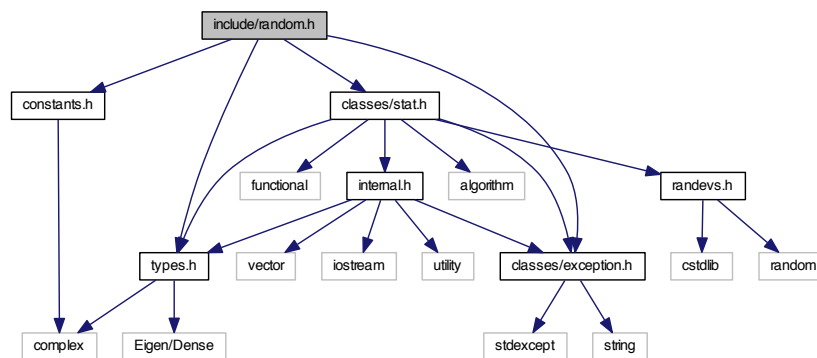 include/random.h
constants.h
classes/stat.h
functional
internal.h
algorithm
randevs.h
types.h
vector
iostream
utility
classes/exception.h
cstdlib
random
complex
Eigen/Dense
stdexcept
string